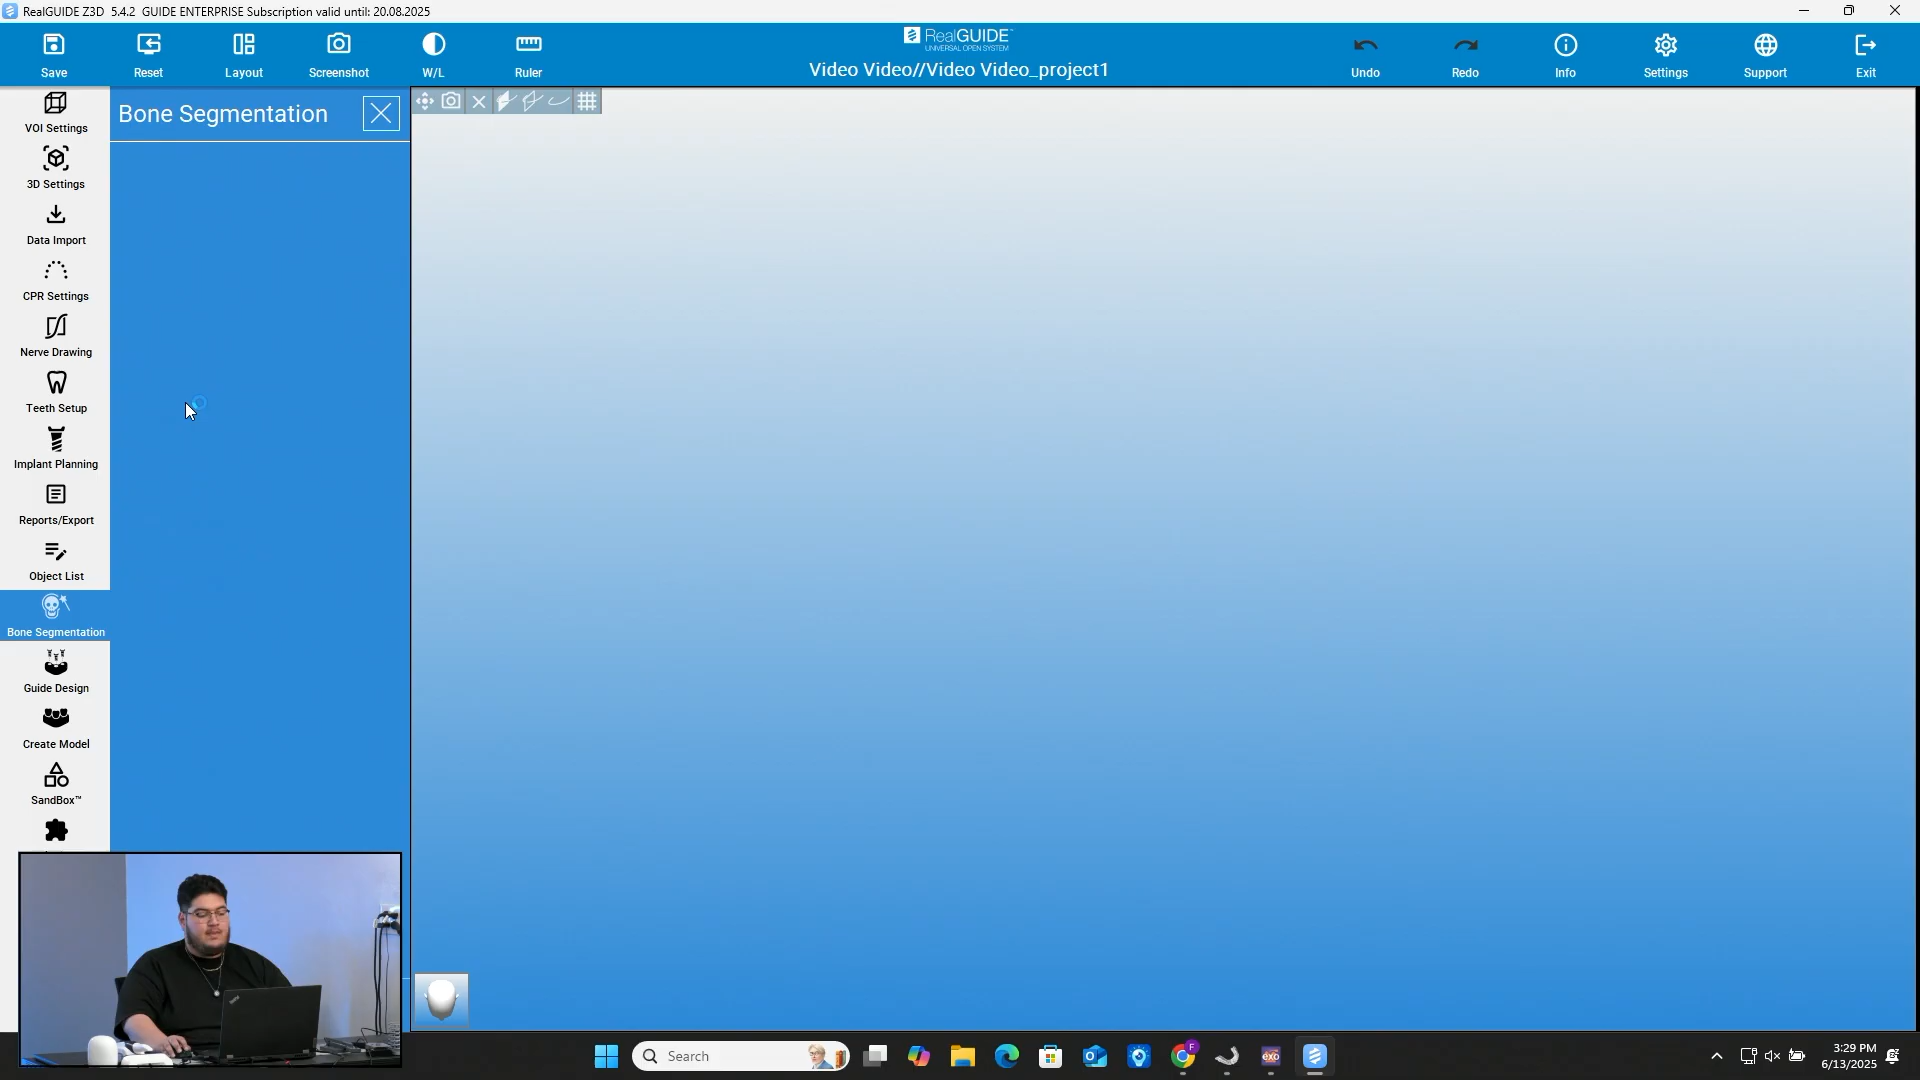 RealGUIDE Z3D 5.4.2 GUIDE ENTERPRISE Subscription valid until: 20.08.2025
Save
Reset
Layout
Screenshot
W/L
Ruler
RealGUIDE™
UNIVERSAL OPEN SYSTEM
Video Video//Video Video_project1
Undo
Redo
Info
Settings
Support
Exit
Bone Segmentation
VOI Settings
3D Settings
Data Import
CPR Settings
Nerve Drawing
Teeth Setup
Implant Planning
Reports/Export
Object List
Bone Segmentation
Guide Design
Create Model
SandBox™
Search
F
exo
3:29 PM
6/13/2025